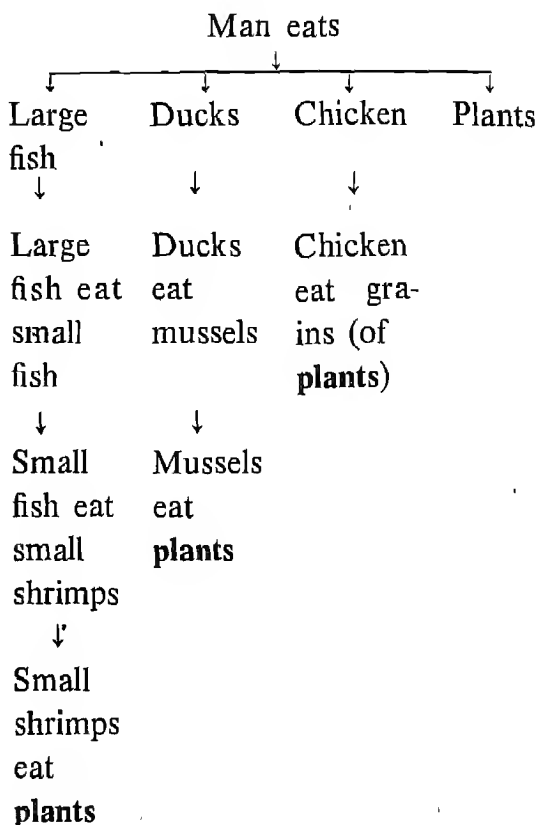 Man eats
Large Ducks Chicken Plants
fish
Large Ducks Chicken
fish eat eat eat gra-
small mussels ins (of
fish plants)
Small Mussels
fish eat eat
small plants
shrimps
Small
shrimps
eat
plants